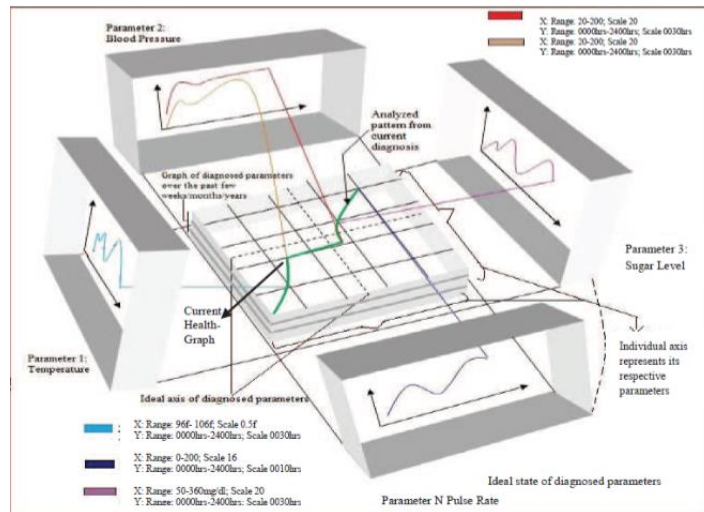 Parameter 2:
Blood Pressure
X: Range: 20-200; Scale 20
Y: Range: 0000hrs-2400hrs; Scale 0030hrs
X: Range: 20-200; Scale 20
Y: Range: 0000hrs-2400hrs; Scale 0030hrs
Analyzed
pattern from
current
diagnosis
Graph of diagnosed parameters
over the past few
weeks/months/years
Parameter 3:
Sugar Level
Current
Health-
Graph
Individual axis
represents its
respective
parameters
Parameter 1:
Temperature
Ideal axis of diagnosed parameters
X: Range: 96f- 106f; Scale 0.5f
Y: Range: 0000hrs-2400hrs; Scale 0030hrs
X: Range: 0-200; Scale 16
Y: Range: 0000hrs-2400hrs; Scale 0010hrs
X: Range: 50-360mg/dl; Scale 20
Y: Range: 0000hrs-2400hrs; Scale 0030hrs
Ideal state of diagnosed parameters
Parameter N Pulse Rate